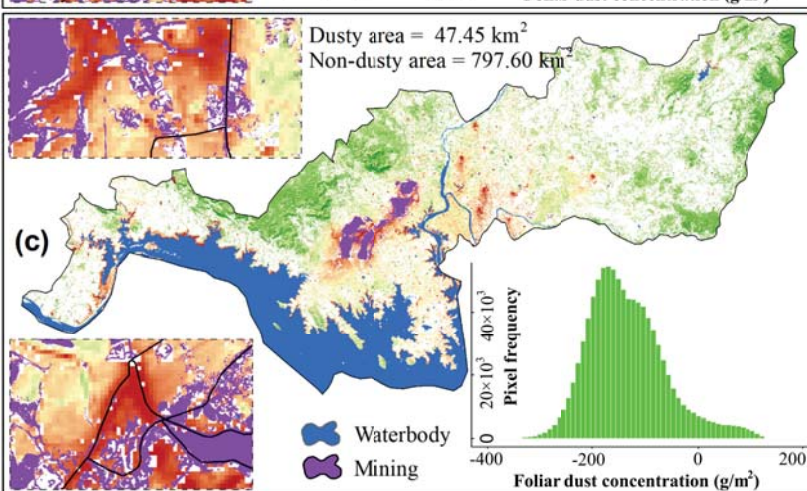 Dusty area = 47.45 km²
Non-dusty area = 797.60 km²
(c)
Waterbody
Mining
Pixel frequency
0
20×10³
40×10³
-400
-200
0
200
Foliar dust concentration (g/m²)